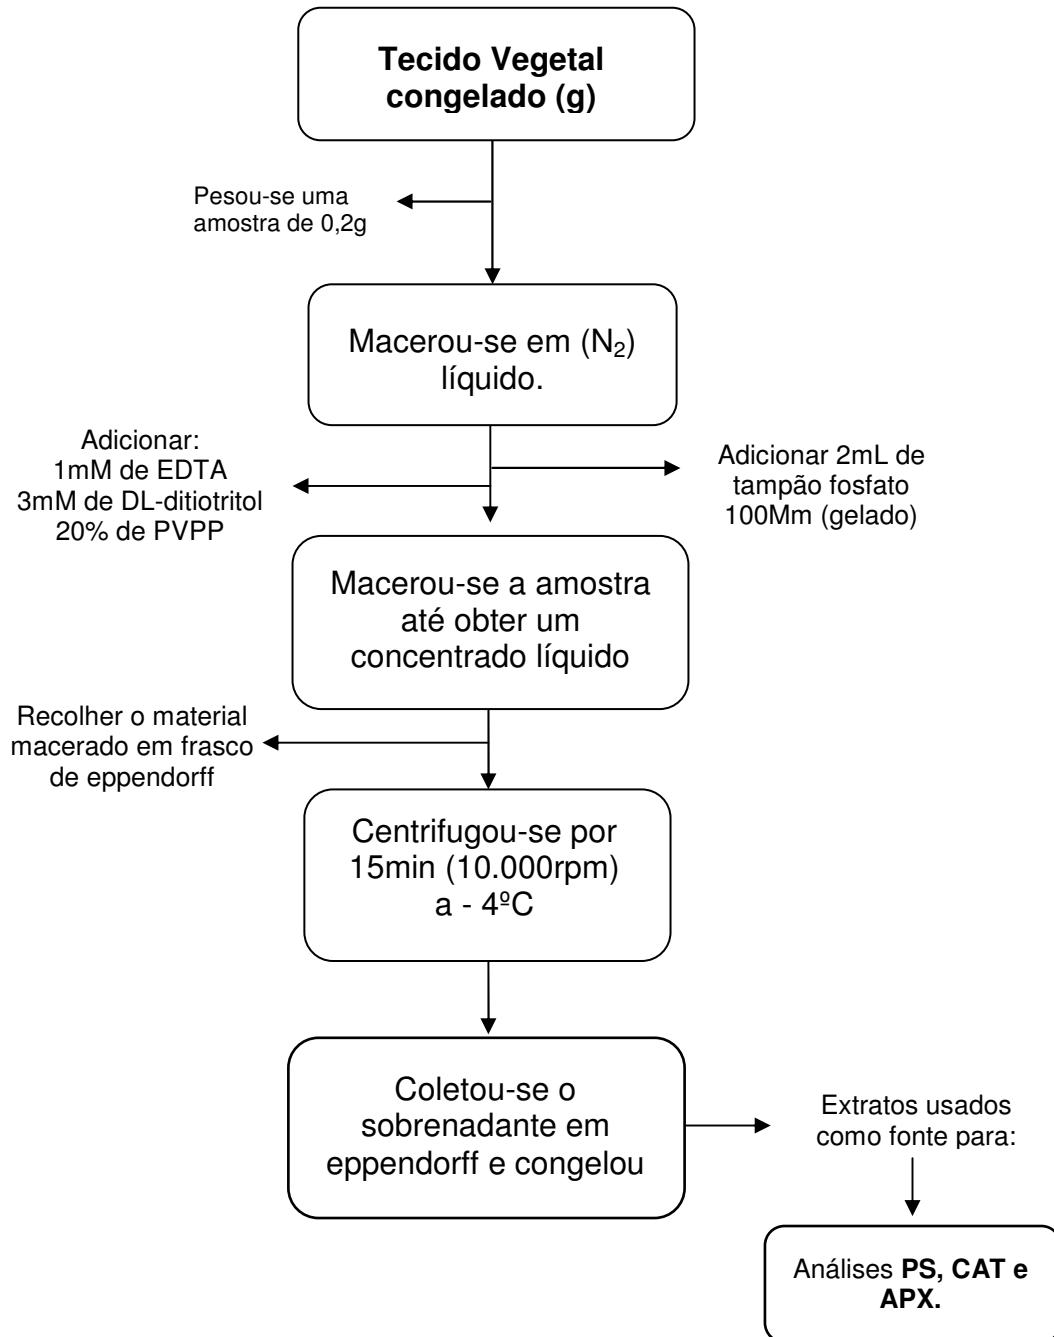 Tecido Vegetal
congelado (g)
Pesou-se uma
amostra de 0,2g
Macerou-se em (N₂)
líquido.
Adicionar:
1mM de EDTA
3mM de DL-ditiotritol
20% de PVPP
Adicionar 2mL de
tampão fosfato
100Mm (gelado)
Macerou-se a amostra
até obter um
concentrado líquido
Recolher o material
macerado em frasco
de eppendorff
Centrifugou-se por
15min (10.000rpm)
a - 4ºC
Coletou-se o
sobrenadante em
eppendorff e congelou
Extratos usados
como fonte para:
Análises PS, CAT e
APX.